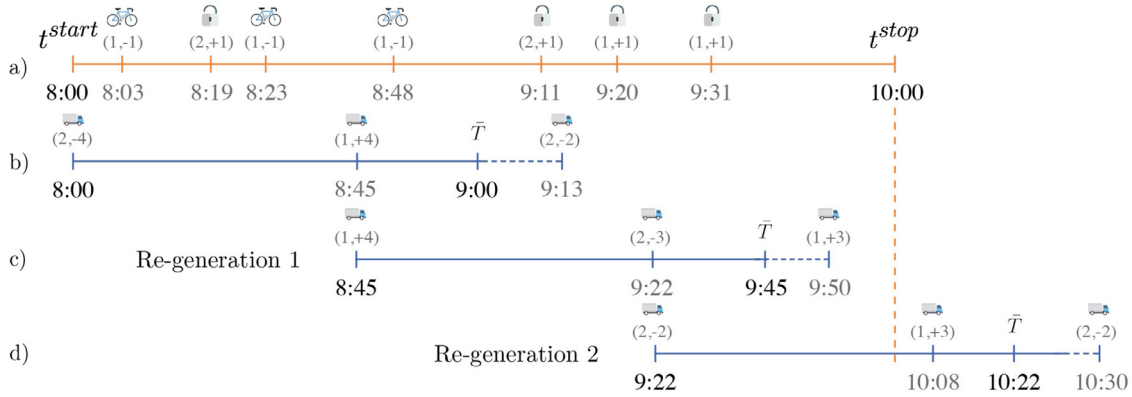 t^start (1,-1) (2,+1) (1,-1) (1,-1) (2,+1) (1,+1) (1,+1) t^stop
a)
8:00 8:03 8:19 8:23 8:48 9:11 9:20 9:31 10:00
(2,-4) (1,+4) T̄ (2,-2)
b)
8:00 8:45 9:00 9:13
(1,+4) (2,-3) T̄ (1,+3)
c) Re-generation 1
8:45 9:22 9:45 9:50
(2,-2) (1,+3) T̄ (2,-2)
d) Re-generation 2
9:22 10:08 10:22 10:30